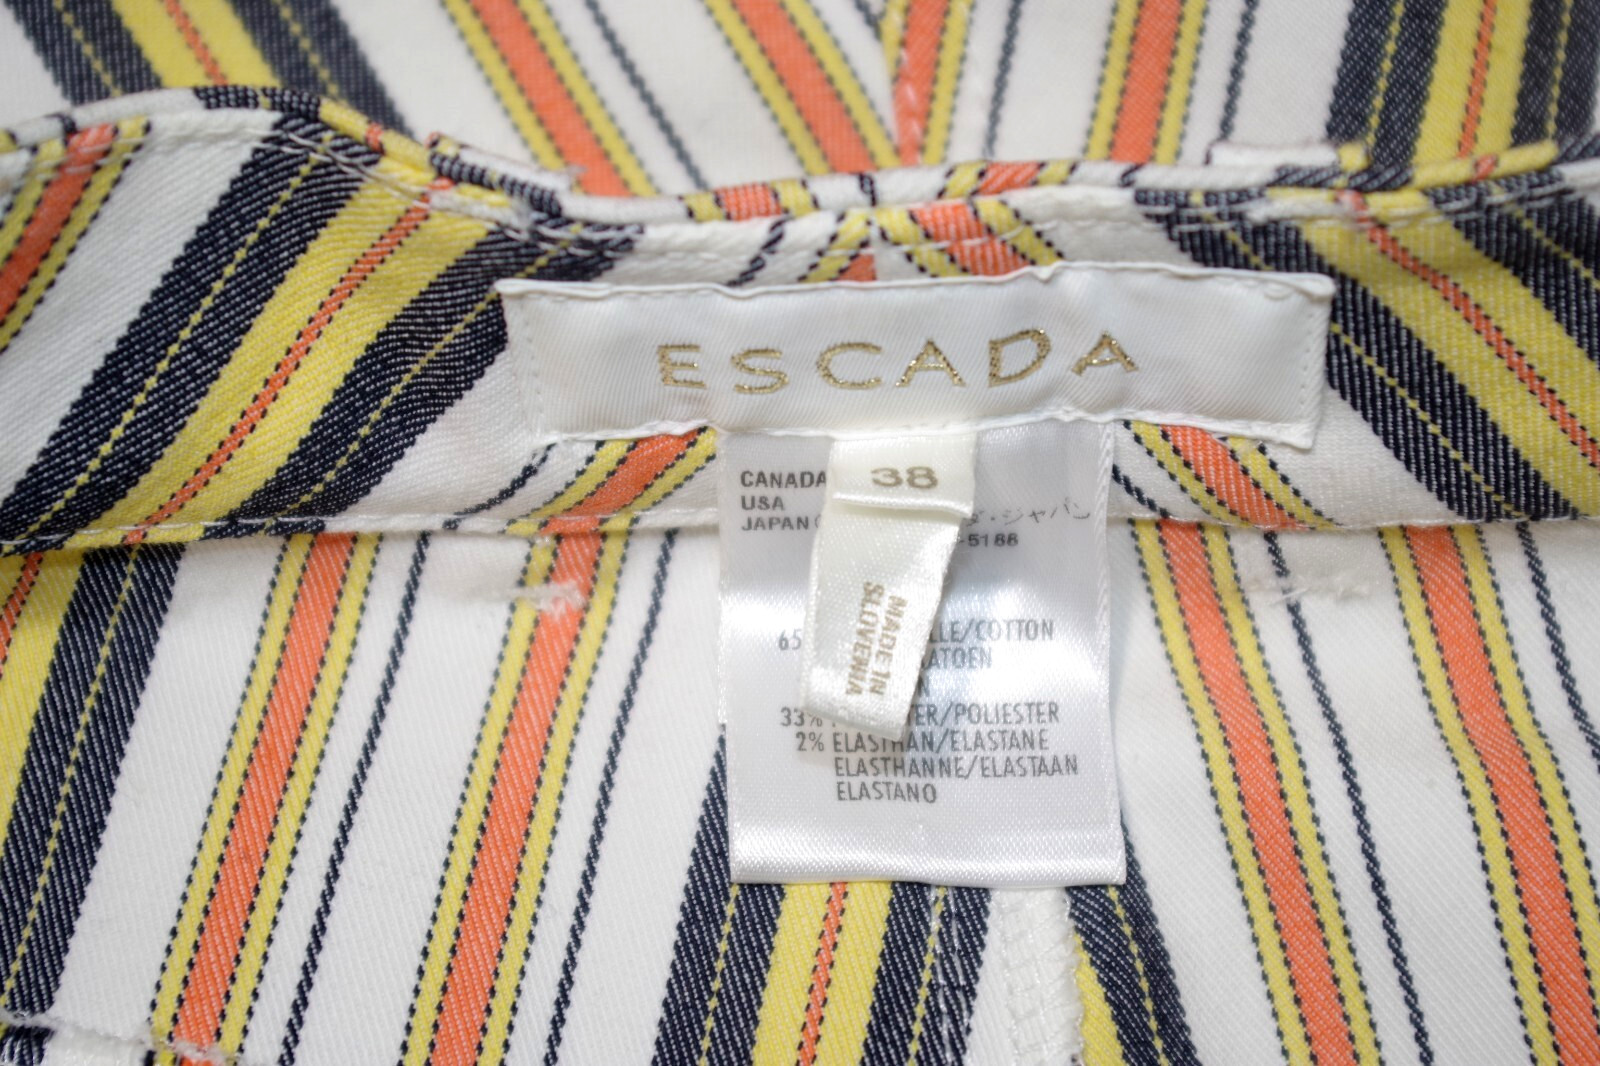 ESCADA
38
MADE IN
SLOVENIA
CANADA
USA
JAPAN
・ジャパン
-5188
65 LLE/COTTON
ATOEN
N
33% TER/POLIESTER
2% ELASTHAN/ELASTANE
ELASTHANNE/ELASTAAN
ELASTANO